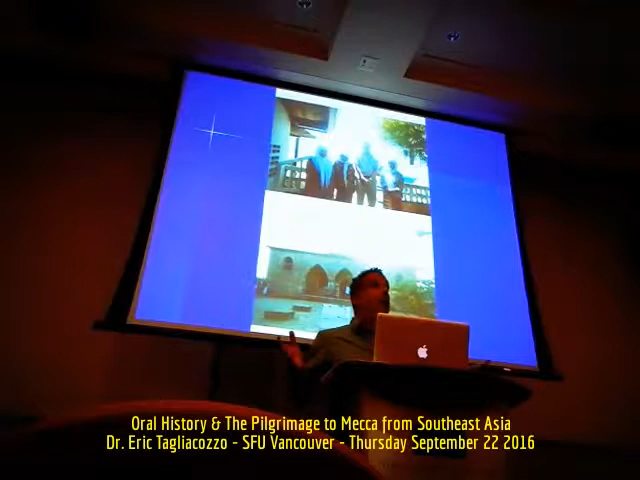 Oral History & The Pilgrimage to Mecca from Southeast Asia
Dr. Eric Tagliacozzo - SFU Vancouver - Thursday September 22 2016